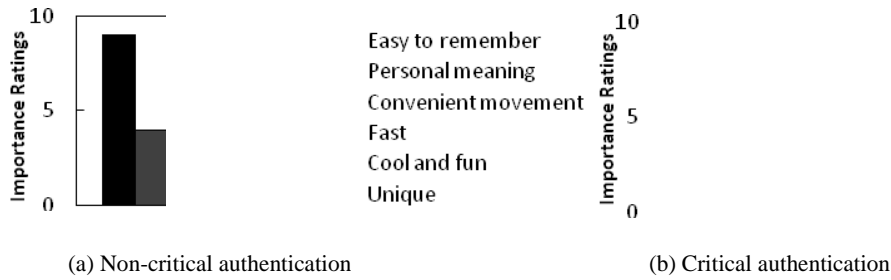 10
5
0
Importance Ratings
Easy to remember
Personal meaning
Convenient movement
Fast
Cool and fun
Unique
10
5
0
Importance Ratings
(a) Non-critical authentication
(b) Critical authentication